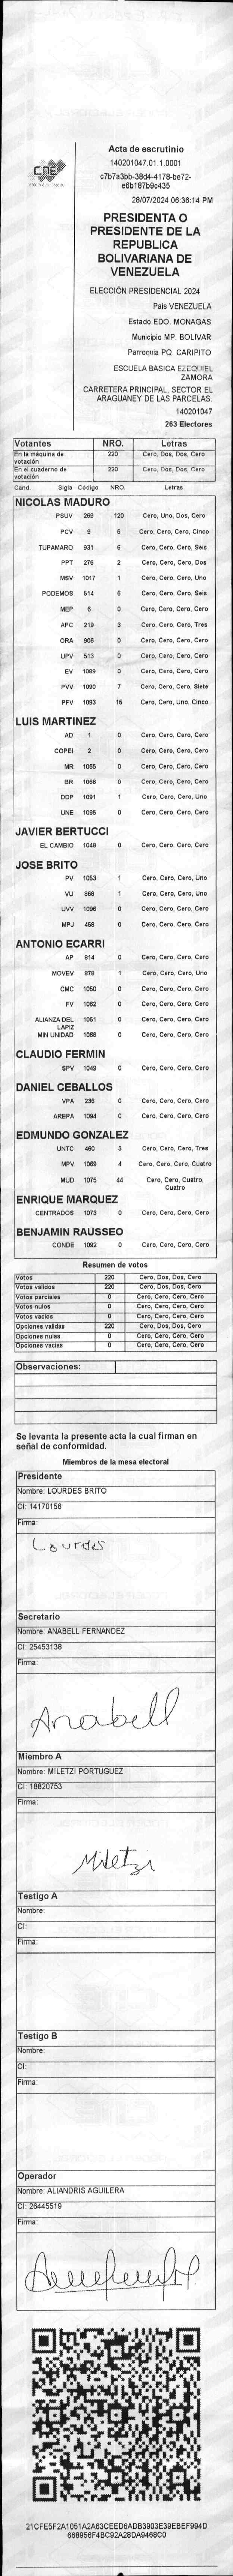 CNE
Acta de escrutinio
140201047.01.1.0001
c7b7a3bb-38d4-4178-be72-
e6b187b9c435
28/07/2024 06:36:14 PM
PRESIDENTA O
PRESIDENTE DE LA
REPUBLICA
BOLIVARIANA DE
VENEZUELA
ELECCIÓN PRESIDENCIAL 2024
Pais VENEZUELA
Estado EDO. MONAGAS
Municipio MP. BOLIVAR
Parroquia PQ. CARIPITO
ESCUELA BASICA EZEQUIEL
ZAMORA
CARRETERA PRINCIPAL. SECTOR EL
ARAGUANEY DE LAS PARCELAS.
140201047
263 Electores
Votantes NRO. Letras
En la máquina de votación 220 Cero, Dos, Dos, Cero
En el cuaderno de votación 220 Cero, Dos, Dos, Cero
Cand. Sigla Código NRO. Letras
NICOLAS MADURO
PSUV 269 120 Cero, Uno, Dos, Cero
PCV 9 5 Cero, Cero, Cero, Cinco
TUPAMARO 931 6 Cero, Cero, Cero, Seis
PPT 276 2 Cero, Cero, Cero, Dos
MSV 1017 1 Cero, Cero, Cero, Uno
PODEMOS 514 6 Cero, Cero, Cero, Seis
MEP 6 0 Cero, Cero, Cero, Cero
APC 219 3 Cero, Cero, Cero, Tres
ORA 906 0 Cero, Cero, Cero, Cero
UPV 513 0 Cero, Cero, Cero, Cero
EV 1089 0 Cero, Cero, Cero, Cero
PVV 1090 7 Cero, Cero, Cero, Siete
PFV 1093 15 Cero, Cero, Uno, Cinco
LUIS MARTINEZ
AD 1 0 Cero, Cero, Cero, Cero
COPEI 2 0 Cero, Cero, Cero, Cero
MR 1065 0 Cero, Cero, Cero, Cero
BR 1066 0 Cero, Cero, Cero, Cero
DDP 1091 1 Cero, Cero, Cero, Uno
UNE 1095 0 Cero, Cero, Cero, Cero
JAVIER BERTUCCI
EL CAMBIO 1048 0 Cero, Cero, Cero, Cero
JOSE BRITO
PV 1053 1 Cero, Cero, Cero, Uno
VU 868 1 Cero, Cero, Cero, Uno
UVV 1096 0 Cero, Cero, Cero, Cero
MPJ 458 0 Cero, Cero, Cero, Cero
ANTONIO ECARRI
AP 814 0 Cero, Cero, Cero, Cero
MOVEV 878 1 Cero, Cero, Cero, Uno
CMC 1050 0 Cero, Cero, Cero, Cero
FV 1062 0 Cero, Cero, Cero, Cero
ALIANZA DEL LAPIZ 1051 0 Cero, Cero, Cero, Cero
MIN UNIDAD 1068 0 Cero, Cero, Cero, Cero
CLAUDIO FERMIN
SPV 1049 0 Cero, Cero, Cero, Cero
DANIEL CEBALLOS
VPA 236 0 Cero, Cero, Cero, Cero
AREPA 1094 0 Cero, Cero, Cero, Cero
EDMUNDO GONZALEZ
UNTC 460 3 Cero, Cero, Cero, Tres
MPV 1069 4 Cero, Cero, Cero, Cuatro
MUD 1075 44 Cero, Cero, Cuatro,
Cuatro
ENRIQUE MARQUEZ
CENTRADOS 1073 0 Cero, Cero, Cero, Cero
BENJAMIN RAUSSEO
CONDE 1092 0 Cero, Cero, Cero, Cero
Resumen de votos
Votos 220 Cero, Dos, Dos, Cero
Votos validos 220 Cero, Dos, Dos, Cero
Votos parciales 0 Cero, Cero, Cero, Cero
Votos nulos 0 Cero, Cero, Cero, Cero
Votos vacios 0 Cero, Cero, Cero, Cero
Opciones validas 220 Cero, Dos, Dos, Cero
Opciones nulas 0 Cero, Cero, Cero, Cero
Opciones vacias 0 Cero, Cero, Cero, Cero
Observaciones:
Se levanta la presente acta la cual firman en
señal de conformidad.
Miembros de la mesa electoral
Presidente
Nombre: LOURDES BRITO
CI: 14170156
Firma:
Lourdes
Secretario
Nombre: ANABELL FERNANDEZ
CI: 25453138
Firma:
Anabell
Miembro A
Nombre: MILETZI PORTUGUEZ
CI: 18820753
Firma:
Miletzi
Testigo A
Nombre:
CI:
Firma:
Testigo B
Nombre:
CI:
Firma:
Operador
Nombre: ALIANDRIS AGUILERA
CI: 26445519
Firma:
21CFE5F2A1051A2A63CEED6ADB3903E39EBEF994D
668956F4BC92A28DA9468C0